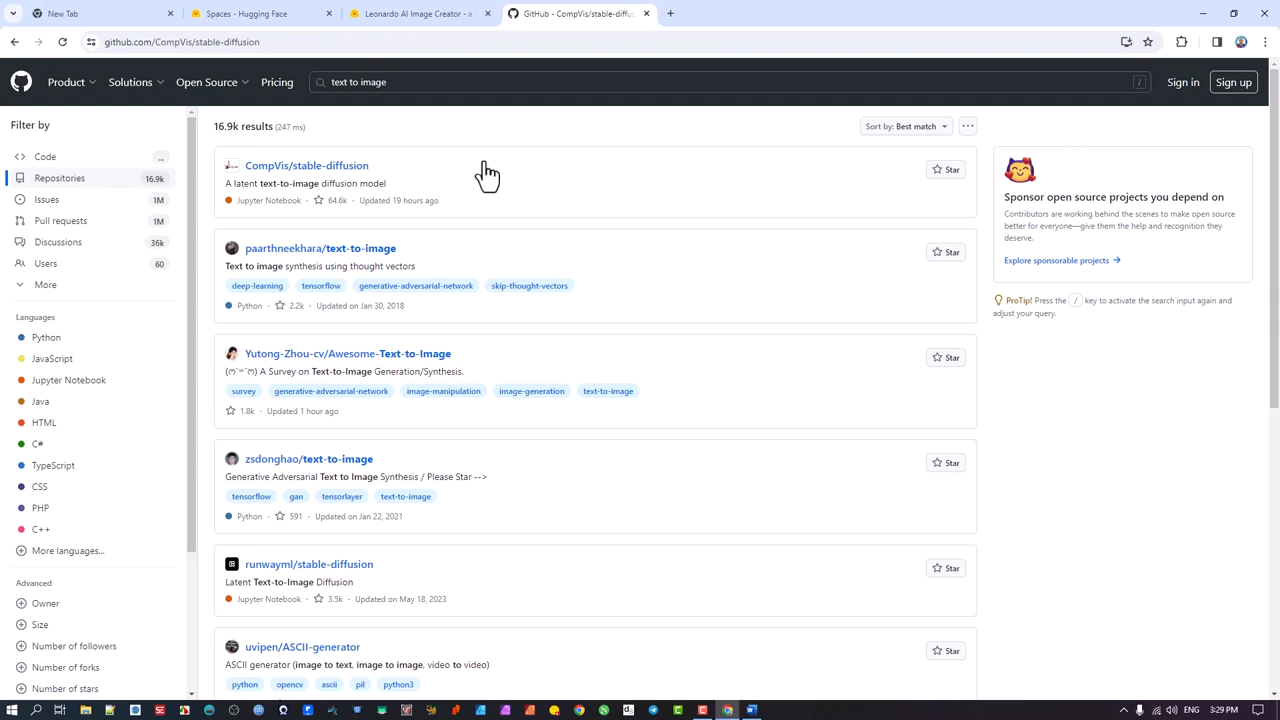 New Tab
Spaces - Hugging Face
Leonardo AI Image Creator - a
GitHub - CompVis/stable-diffus
github.com/CompVis/stable-diffusion
Product
Solutions
Open Source
Pricing
text to image
/
Sign in
Sign up
Filter by
Code
...
Repositories 16.9k
Issues 1M
Pull requests 1M
Discussions 36k
Users 60
More
Languages
Python
JavaScript
Jupyter Notebook
Java
HTML
C#
TypeScript
CSS
PHP
C++
More languages...
Advanced
Owner
Size
Number of followers
Number of forks
Number of stars
16.9k results (247 ms)
Sort by: Best match
CompVis/stable-diffusion
Star
A latent text-to-image diffusion model
Jupyter Notebook · 64.6k · Updated 19 hours ago
paarthneekhara/text-to-image
Star
Text to image synthesis using thought vectors
deep-learning tensorflow generative-adversarial-network skip-thought-vectors
Python · 2.2k · Updated on Jan 30, 2018
Yutong-Zhou-cv/Awesome-Text-to-Image
Star
(ෆ`꒳´ෆ) A Survey on Text-to-Image Generation/Synthesis.
survey generative-adversarial-network image-manipulation image-generation text-to-image
1.8k · Updated 1 hour ago
zsdonghao/text-to-image
Star
Generative Adversarial Text to Image Synthesis / Please Star -->
tensorflow gan tensorlayer text-to-image
Python · 591 · Updated on Jan 22, 2021
runwayml/stable-diffusion
Star
Latent Text-to-Image Diffusion
Jupyter Notebook · 3.5k · Updated on May 18, 2023
uvipen/ASCII-generator
Star
ASCII generator (image to text, image to image, video to video)
python opencv ascii pil python3
Sponsor open source projects you depend on
Contributors are working behind the scenes to make open source
better for everyone—give them the help and recognition they
deserve.
Explore sponsorable projects →
ProTip! Press the / key to activate the search input again and
adjust your query.
3:29 PM